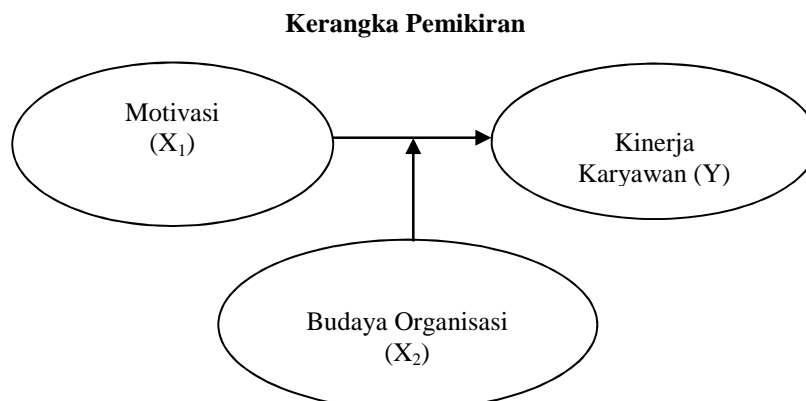 Kerangka Pemikiran
Motivasi
(X₁)
Kinerja
Karyawan (Y)
Budaya Organisasi
(X₂)